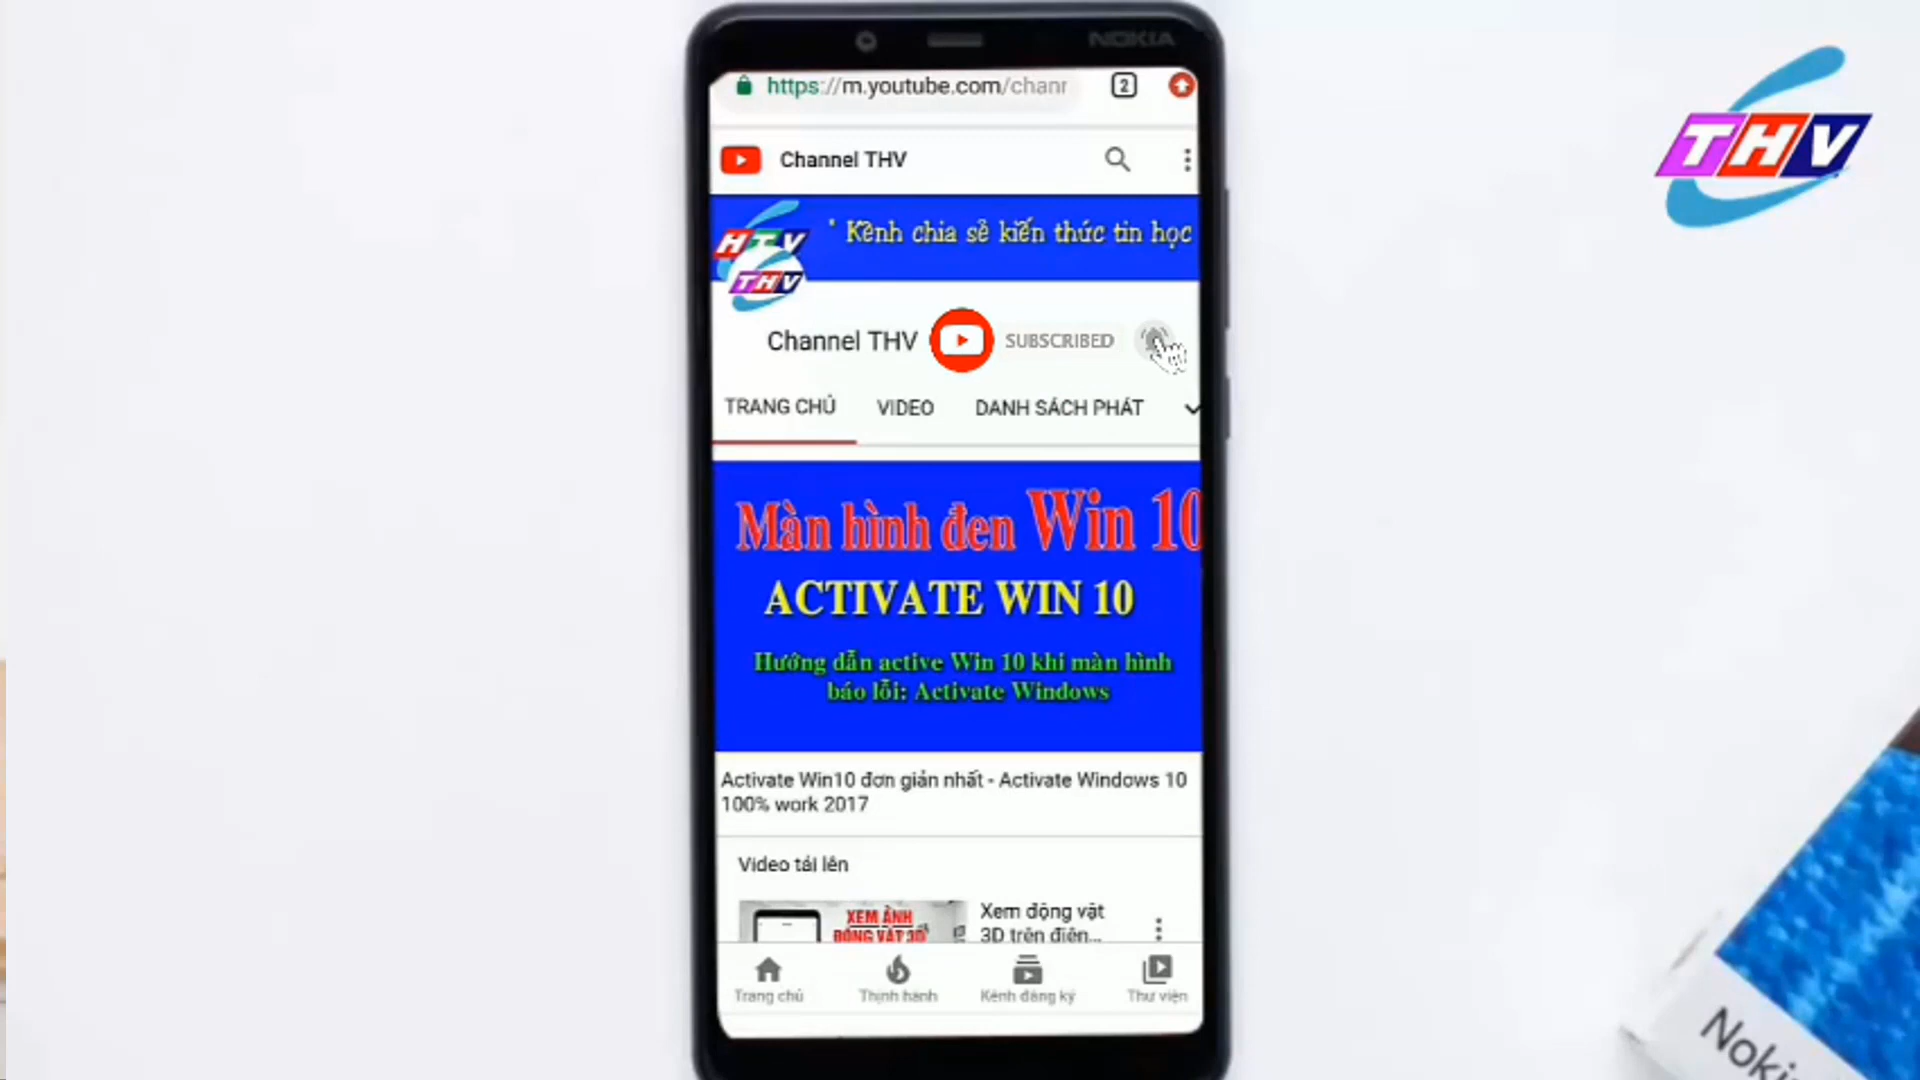 NOKIA
https://m.youtube.com/chanr
2
THV
Channel THV
HTV
THV
' Kênh chia sẻ kiến thức tin học
Channel THV
SUBSCRIBED
TRANG CHỦ
VIDEO
DANH SÁCH PHÁT
Màn hình đen Win 10
ACTIVATE WIN 10
Hướng dẫn active Win 10 khi màn hình
báo lỗi: Activate Windows
Activate Win10 đơn giản nhất - Activate Windows 10
100% work 2017
Video tải lên
XEM ẢNH
ĐỘNG VẬT 3D
Xem động vật
3D trên điện...
Trang chủ
Thịnh hành
Kênh đăng ký
Thư viện
Noki